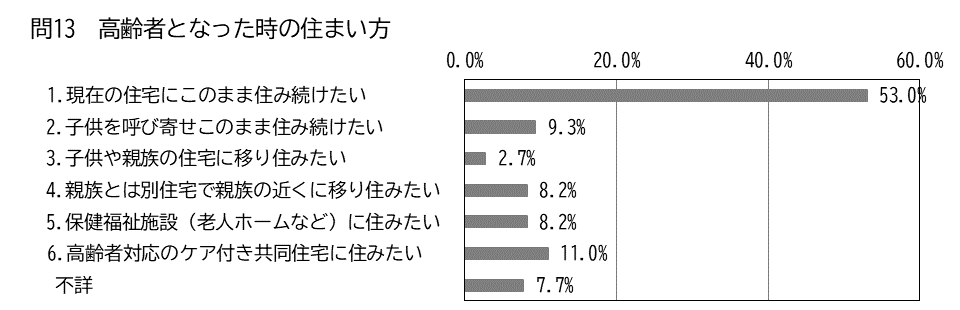 問13　高齢者となった時の住まい方
0.0% 20.0% 40.0% 60.0%
1.現在の住宅にこのまま住み続けたい 53.0%
2.子供を呼び寄せこのまま住み続けたい 9.3%
3.子供や親族の住宅に移り住みたい 2.7%
4.親族とは別住宅で親族の近くに移り住みたい 8.2%
5.保健福祉施設（老人ホームなど）に住みたい 8.2%
6.高齢者対応のケア付き共同住宅に住みたい 11.0%
不詳 7.7%